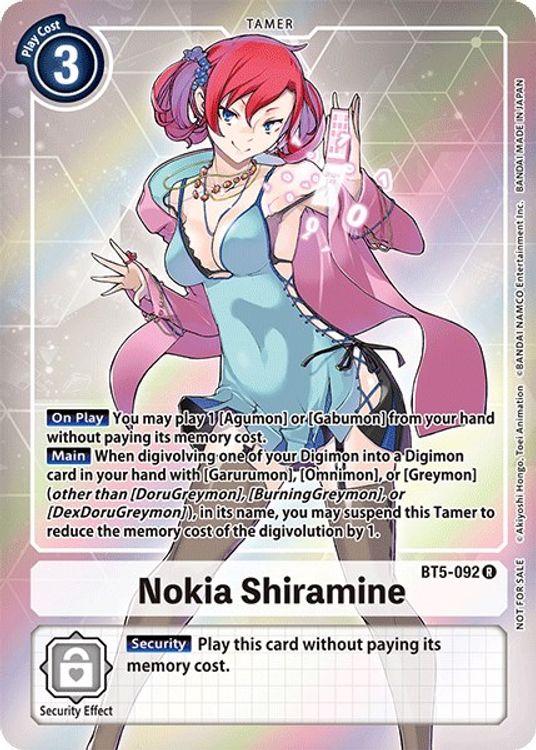 TAMER
Play Cost
3
On Play You may play 1 [Agumon] or [Gabumon] from your hand
without paying its memory cost.
Main When digivolving one of your Digimon into a Digimon
card in your hand with [Garurumon], [Omnimon], or [Greymon]
(other than [DoruGreymon], [BurningGreymon], or
[DexDoruGreymon]), in its name, you may suspend this Tamer to
reduce the memory cost of the digivolution by 1.
BT5-092 R
Nokia Shiramine
Security Play this card without paying its
memory cost.
Security Effect
NOT FOR SALE
©Akiyoshi Hongo, Toei Animation ©BANDAI NAMCO Entertainment Inc. BANDAI MADE IN JAPAN